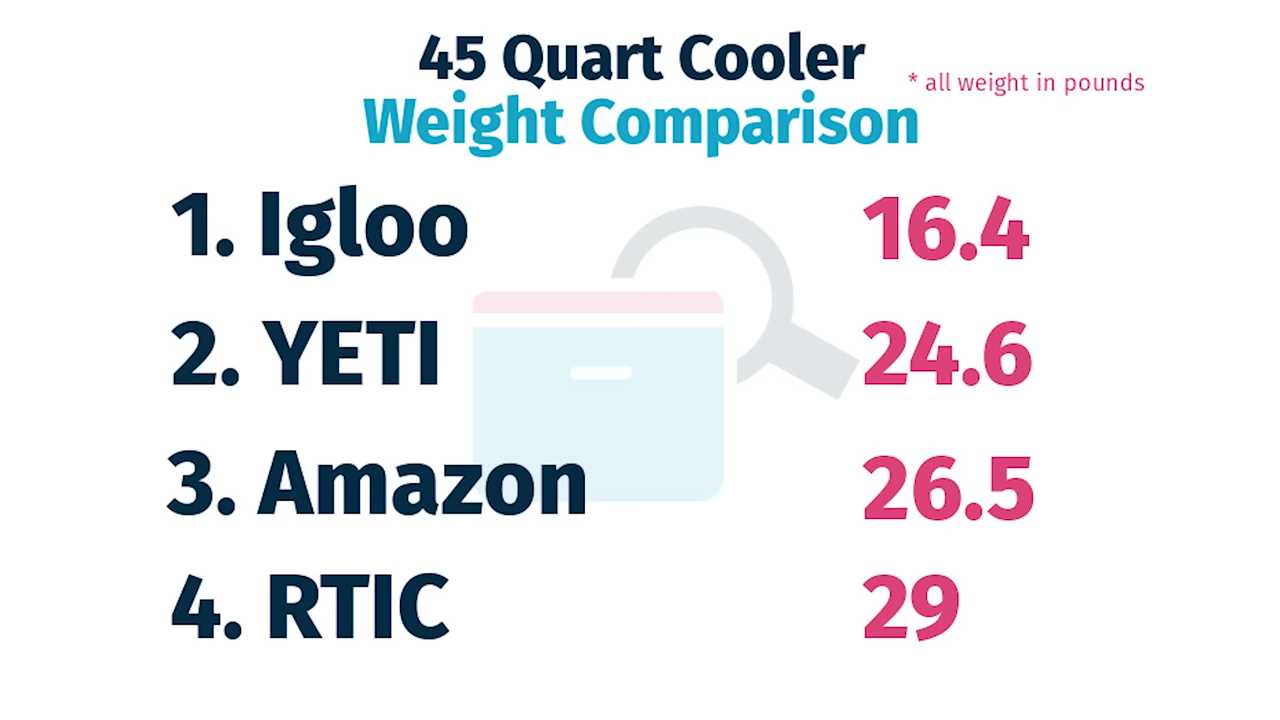 45 Quart Cooler
* all weight in pounds
Weight Comparison
1. Igloo 16.4
2. YETI 24.6
3. Amazon 26.5
4. RTIC 29